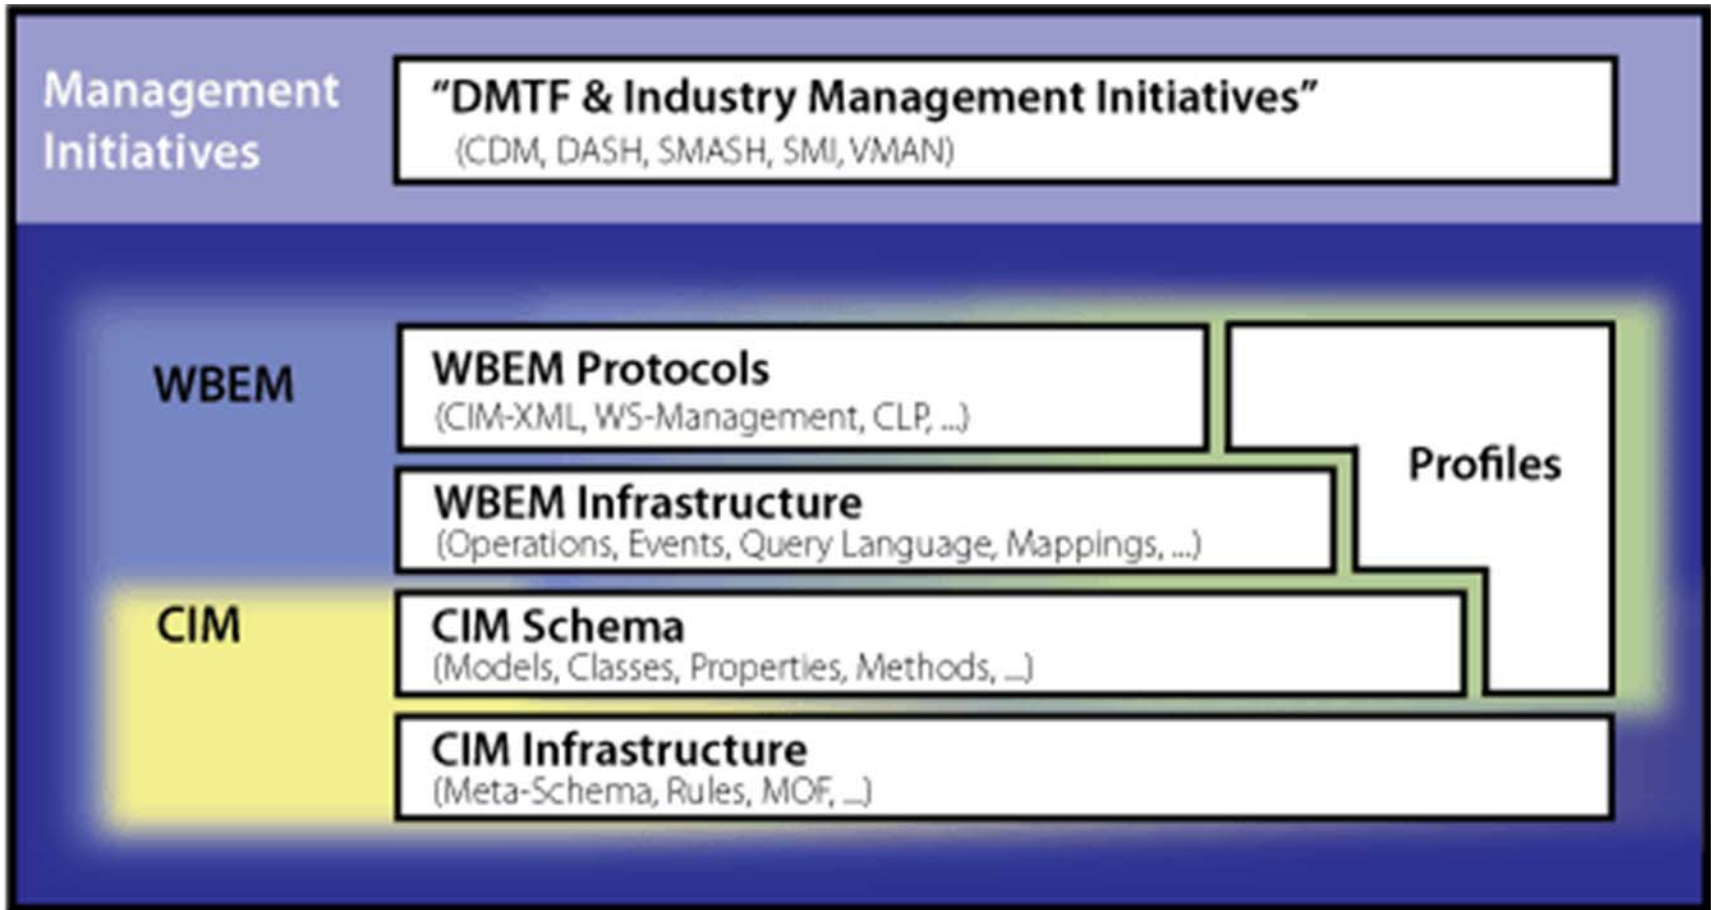 Management
Initiatives
“DMTF & Industry Management Initiatives”
(CDM, DASH, SMASH, SMI, VMAN)
WBEM
WBEM Protocols
(CIM-XML, WS-Management, CLP, ...)
Profiles
WBEM Infrastructure
(Operations, Events, Query Language, Mappings, ...)
CIM
CIM Schema
(Models, Classes, Properties, Methods, ...)
CIM Infrastructure
(Meta-Schema, Rules, MOF, ...)